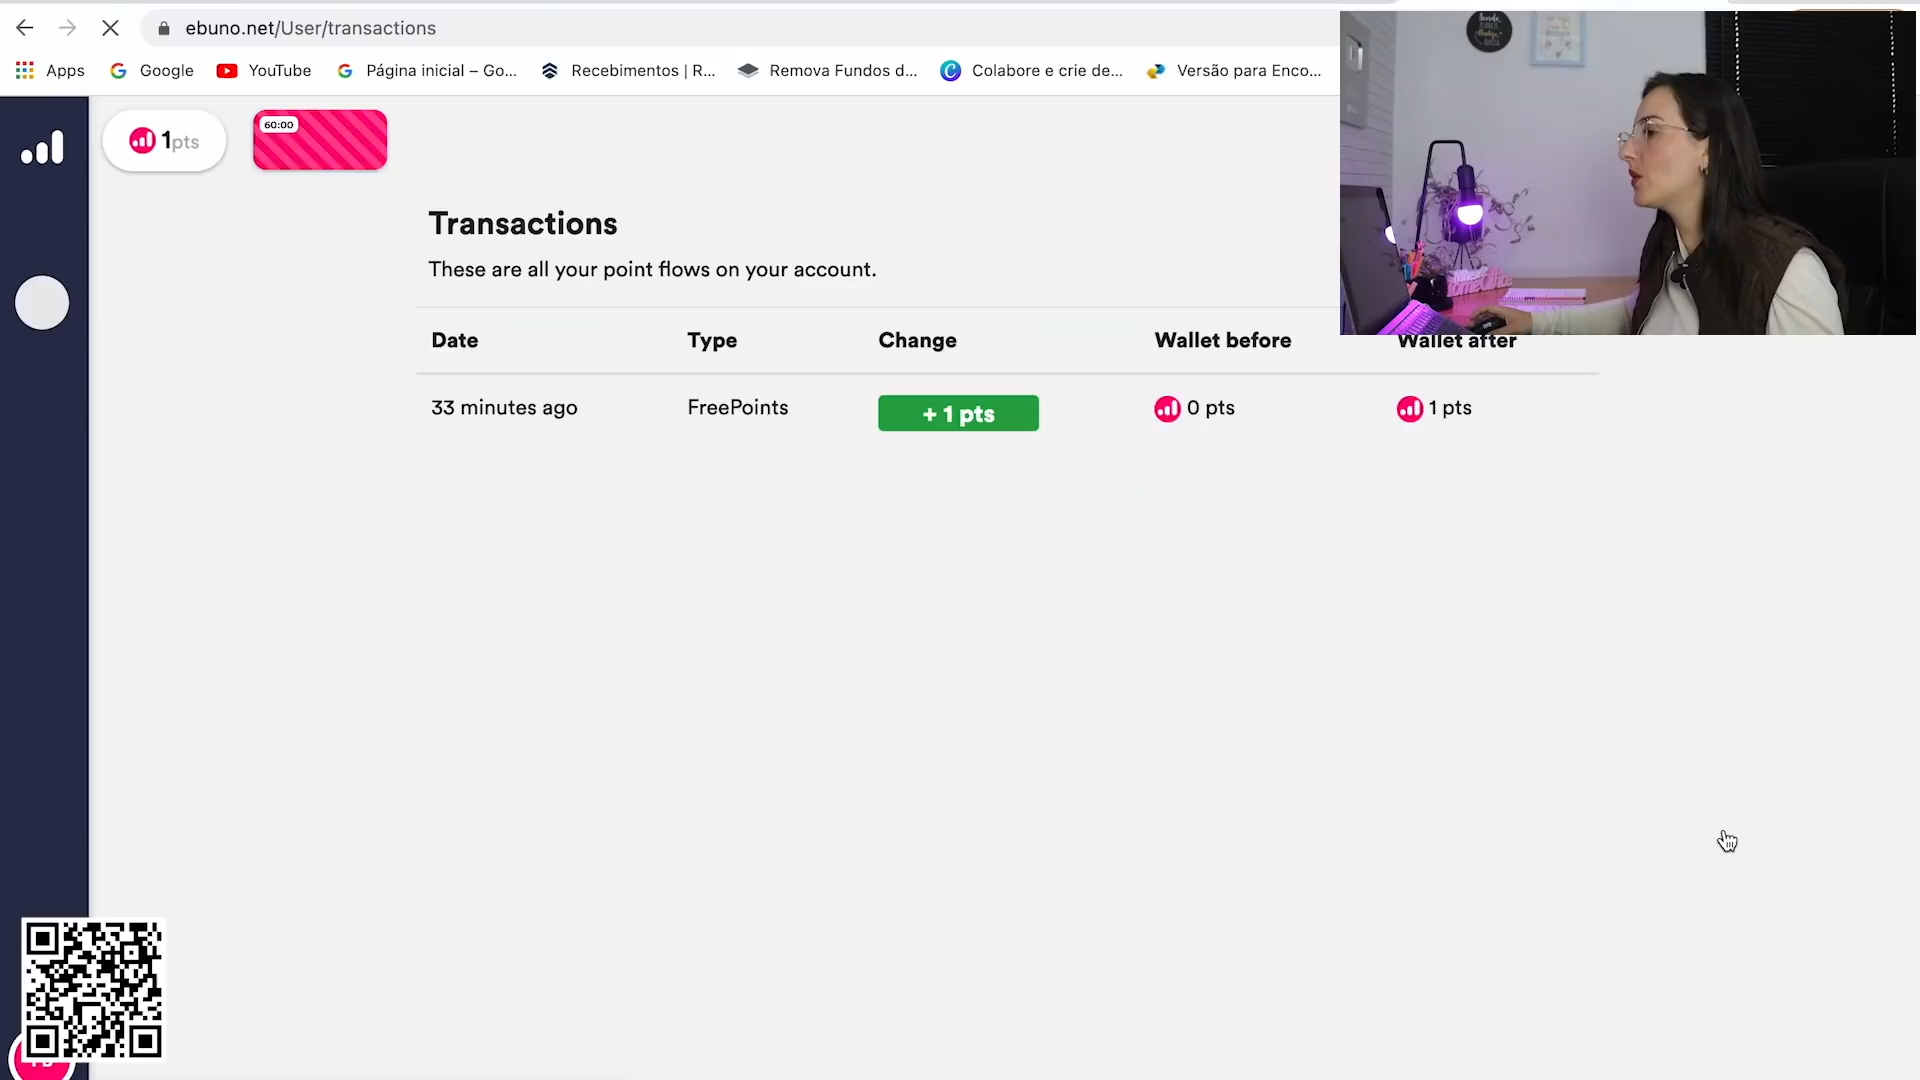 ebuno.net/User/transactions
Apps Google YouTube Página inicial – Go... Recebimentos | R... Remova Fundos d... Colabore e crie de... Versão para Enco...
1pts
60:00
Transactions
These are all your point flows on your account.
Date Type Change Wallet before Wallet after
33 minutes ago FreePoints + 1 pts 0 pts 1 pts